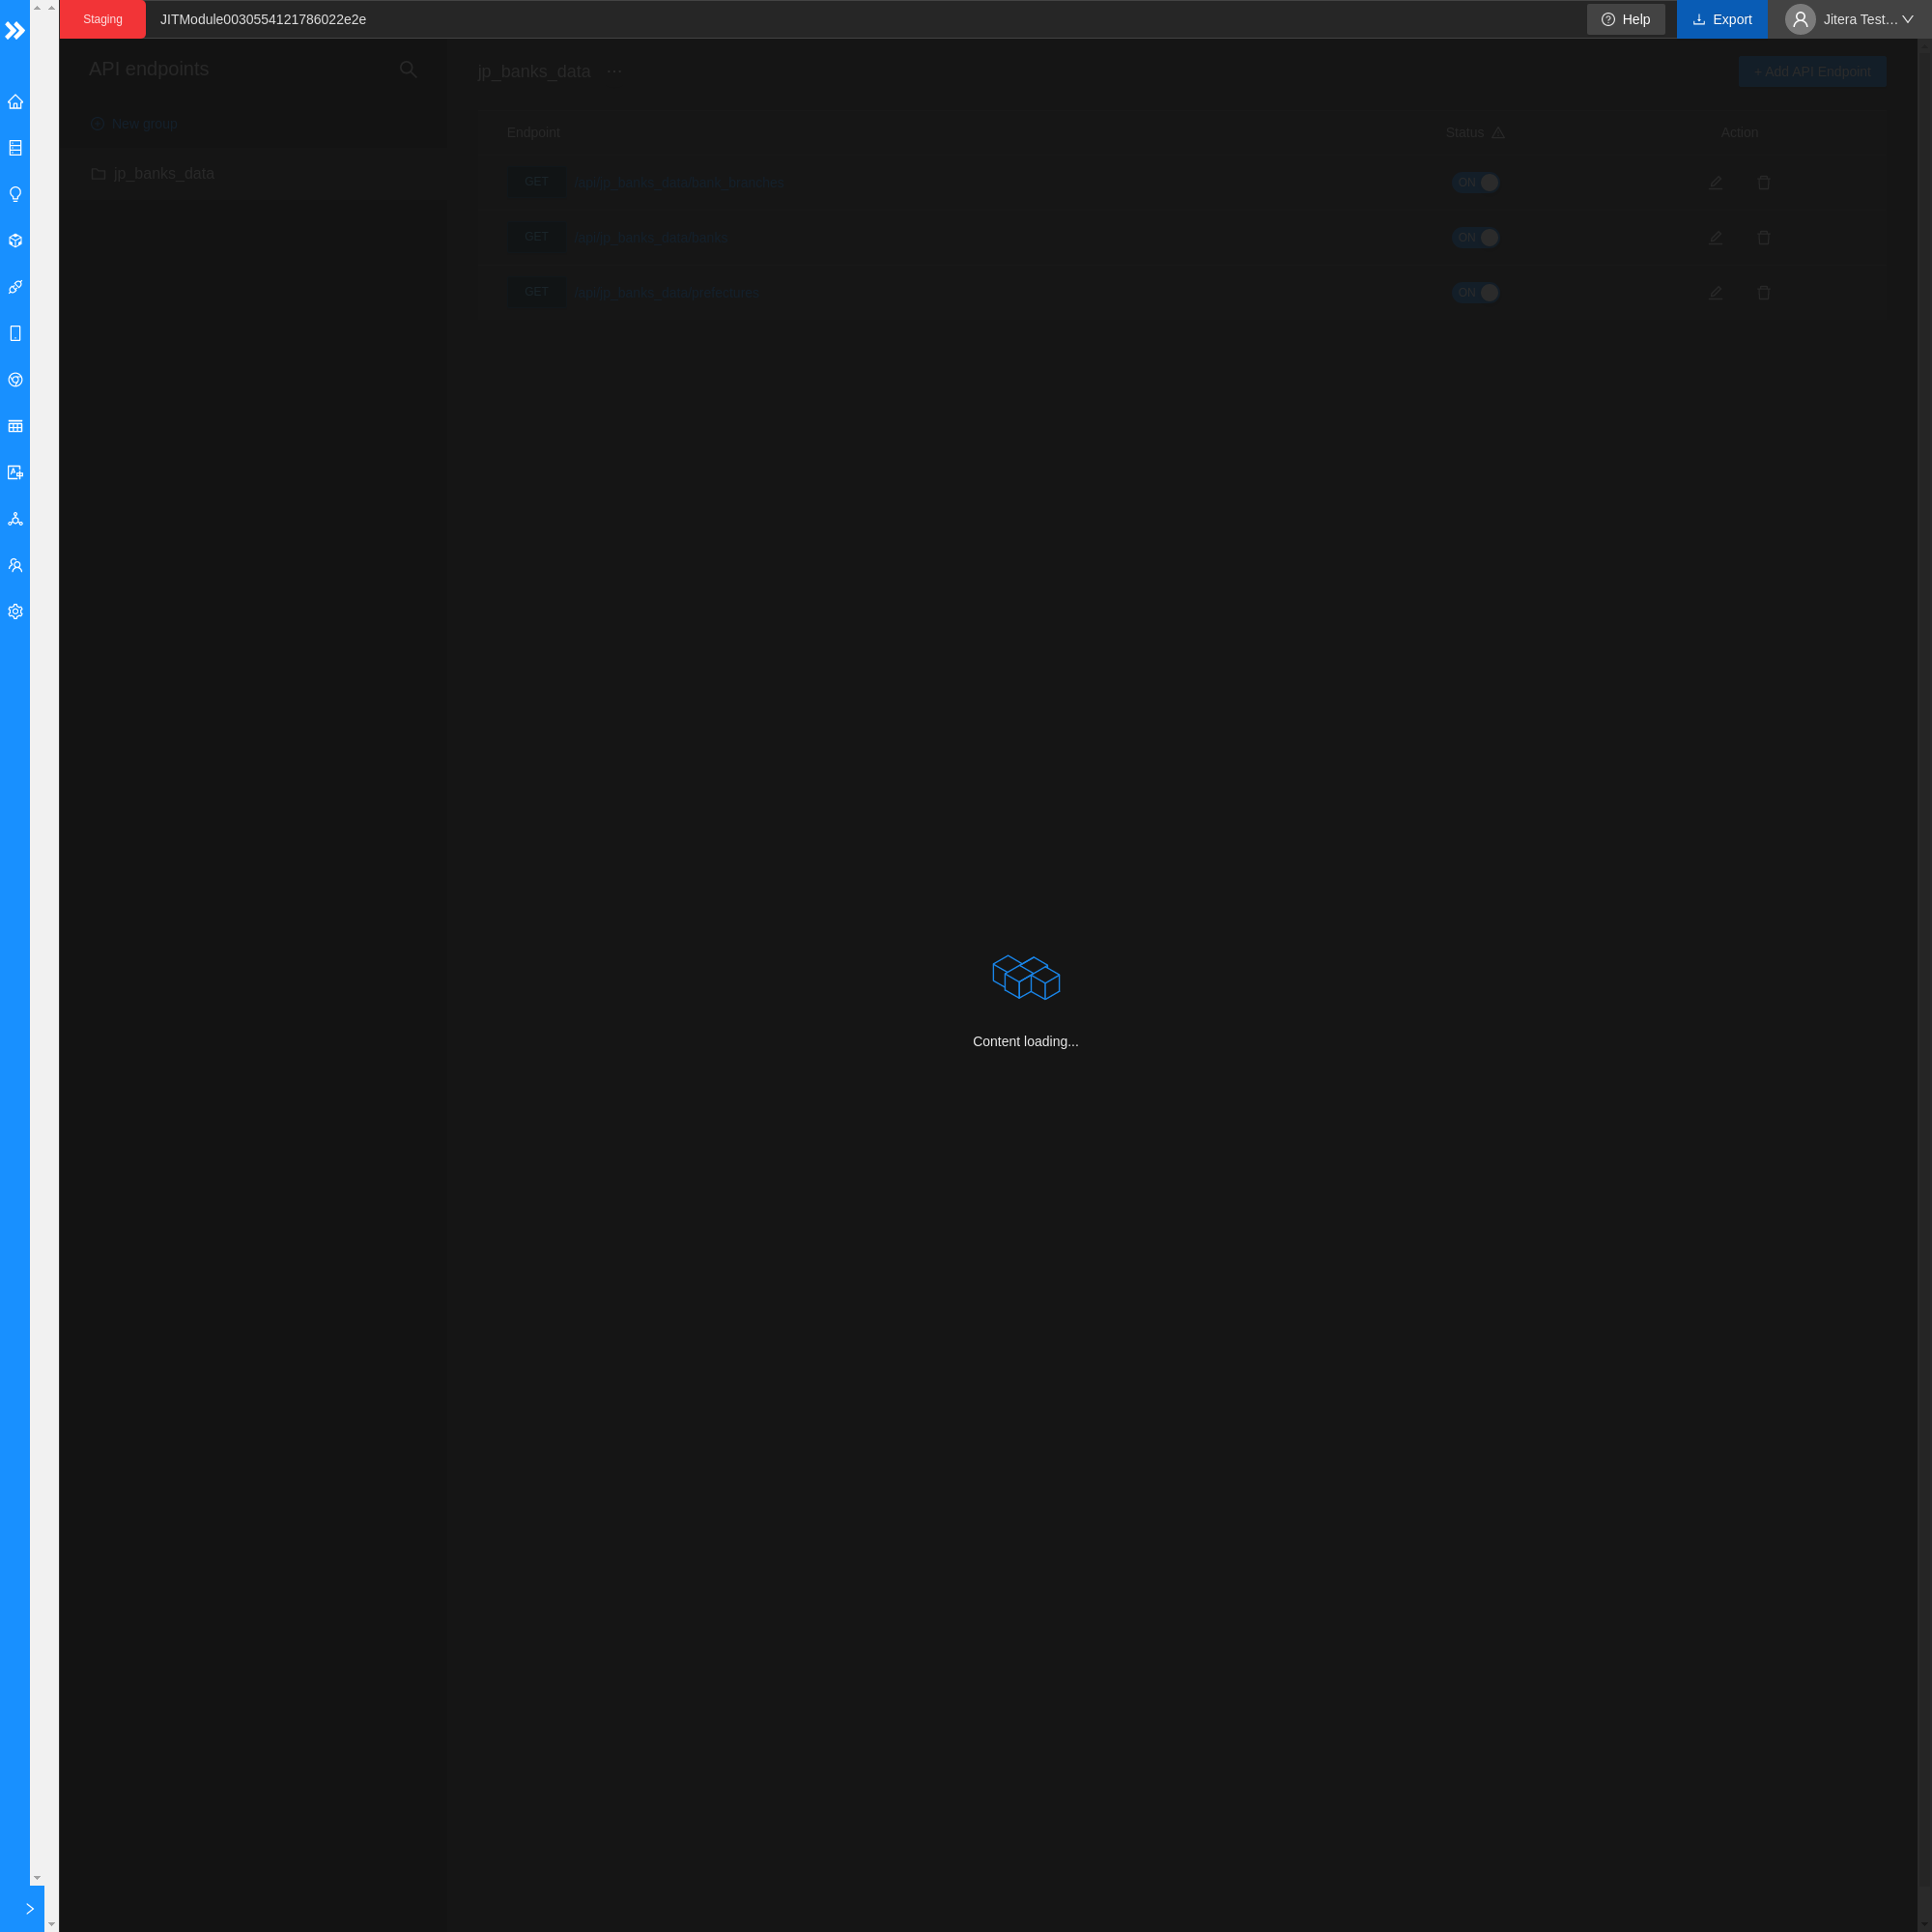 Staging
JITModule0030554121786022e2e
Help
Export
Jitera Test...
API endpoints
jp_banks_data ...
+ Add API Endpoint
New group
Endpoint
Status
Action
jp_banks_data
GET /api/jp_banks_data/bank_branches ON
GET /api/jp_banks_data/banks ON
GET /api/jp_banks_data/prefectures ON
Content loading...